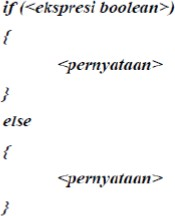 if (<ekspresi boolean>)
{
<pernyataan>
}
else
{
<pernyataan>
}